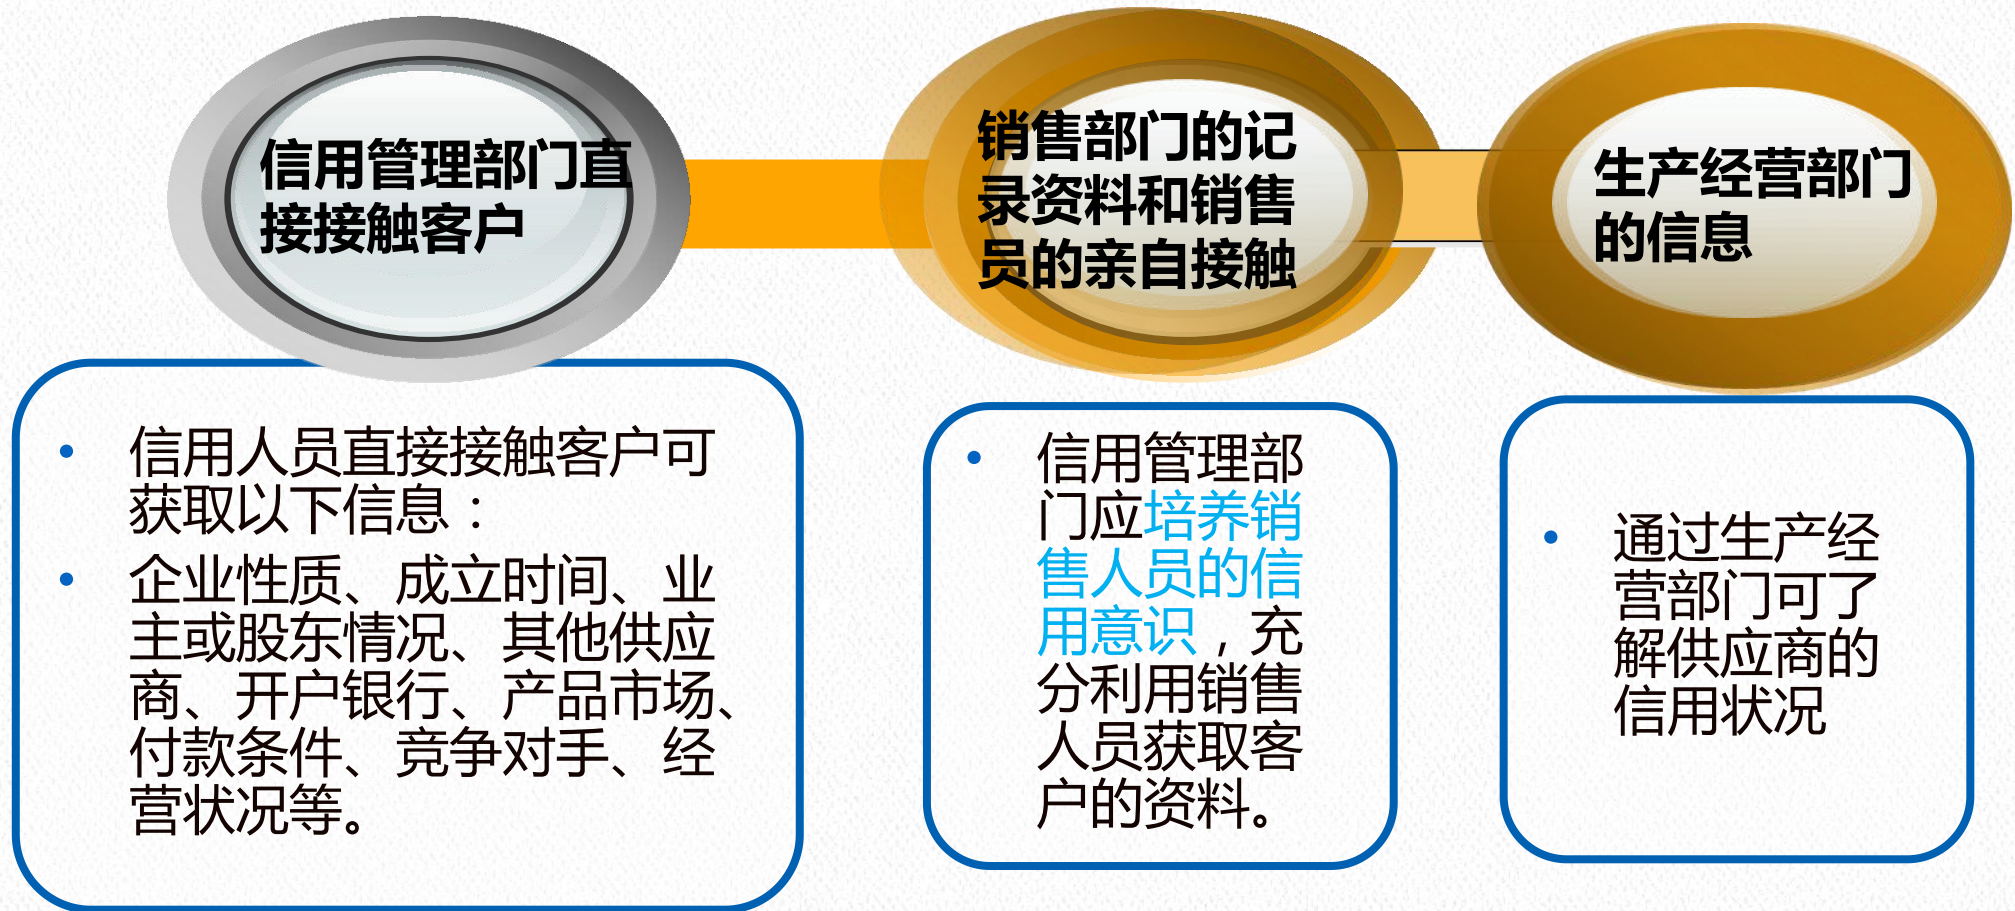 信用管理部门直
接接触客户
销售部门的记
录资料和销售
员的亲自接触
生产经营部门
的信息
• 信用人员直接接触客户可
获取以下信息：
• 企业性质、成立时间、业
主或股东情况、其他供应
商、开户银行、产品市场、
付款条件、竞争对手、经
营状况等。
• 信用管理部
门应培养销
售人员的信
用意识，充
分利用销售
人员获取客
户的资料。
• 通过生产经
营部门可了
解供应商的
信用状况